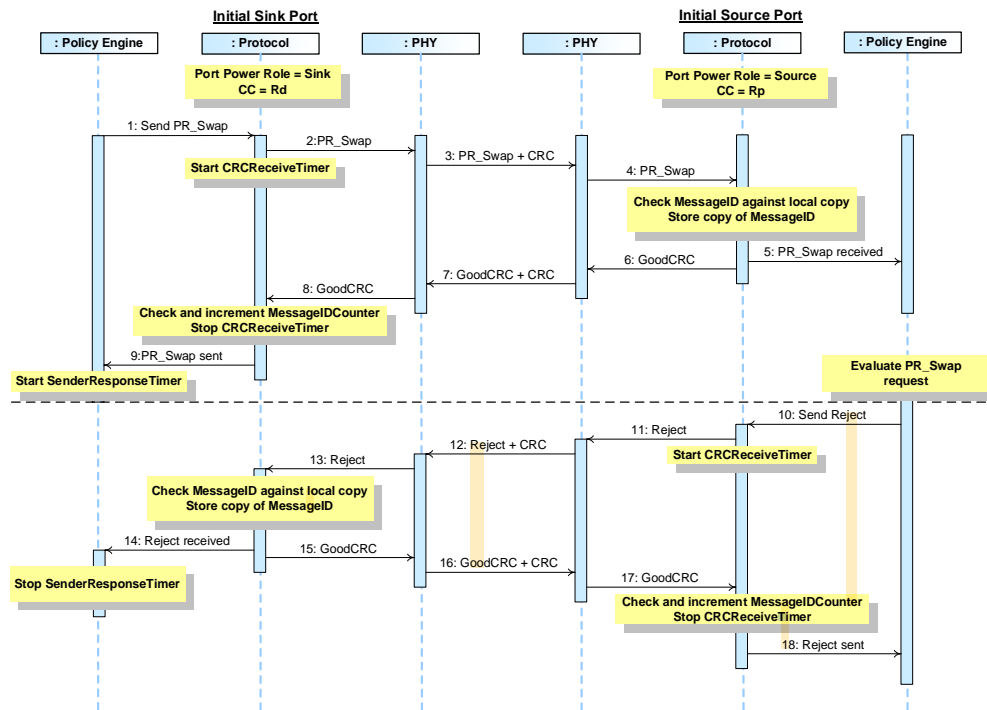 Initial Sink Port
Initial Source Port
: Policy Engine
: Protocol
: PHY
: PHY
: Protocol
: Policy Engine
Port Power Role = Sink
CC = Rd
Port Power Role = Source
CC = Rp
1: Send PR_Swap
2:PR_Swap
3: PR_Swap + CRC
Start CRCReceiveTimer
4: PR_Swap
Check MessageID against local copy
Store copy of MessageID
5: PR_Swap received
6: GoodCRC
7: GoodCRC + CRC
8: GoodCRC
Check and increment MessageIDCounter
Stop CRCReceiveTimer
9:PR_Swap sent
Start SenderResponseTimer
Evaluate PR_Swap
request
10: Send Reject
11: Reject
Start CRCReceiveTimer
12: Reject + CRC
13: Reject
Check MessageID against local copy
Store copy of MessageID
14: Reject received
15: GoodCRC
16: GoodCRC + CRC
Stop SenderResponseTimer
17: GoodCRC
Check and increment MessageIDCounter
Stop CRCReceiveTimer
18: Reject sent